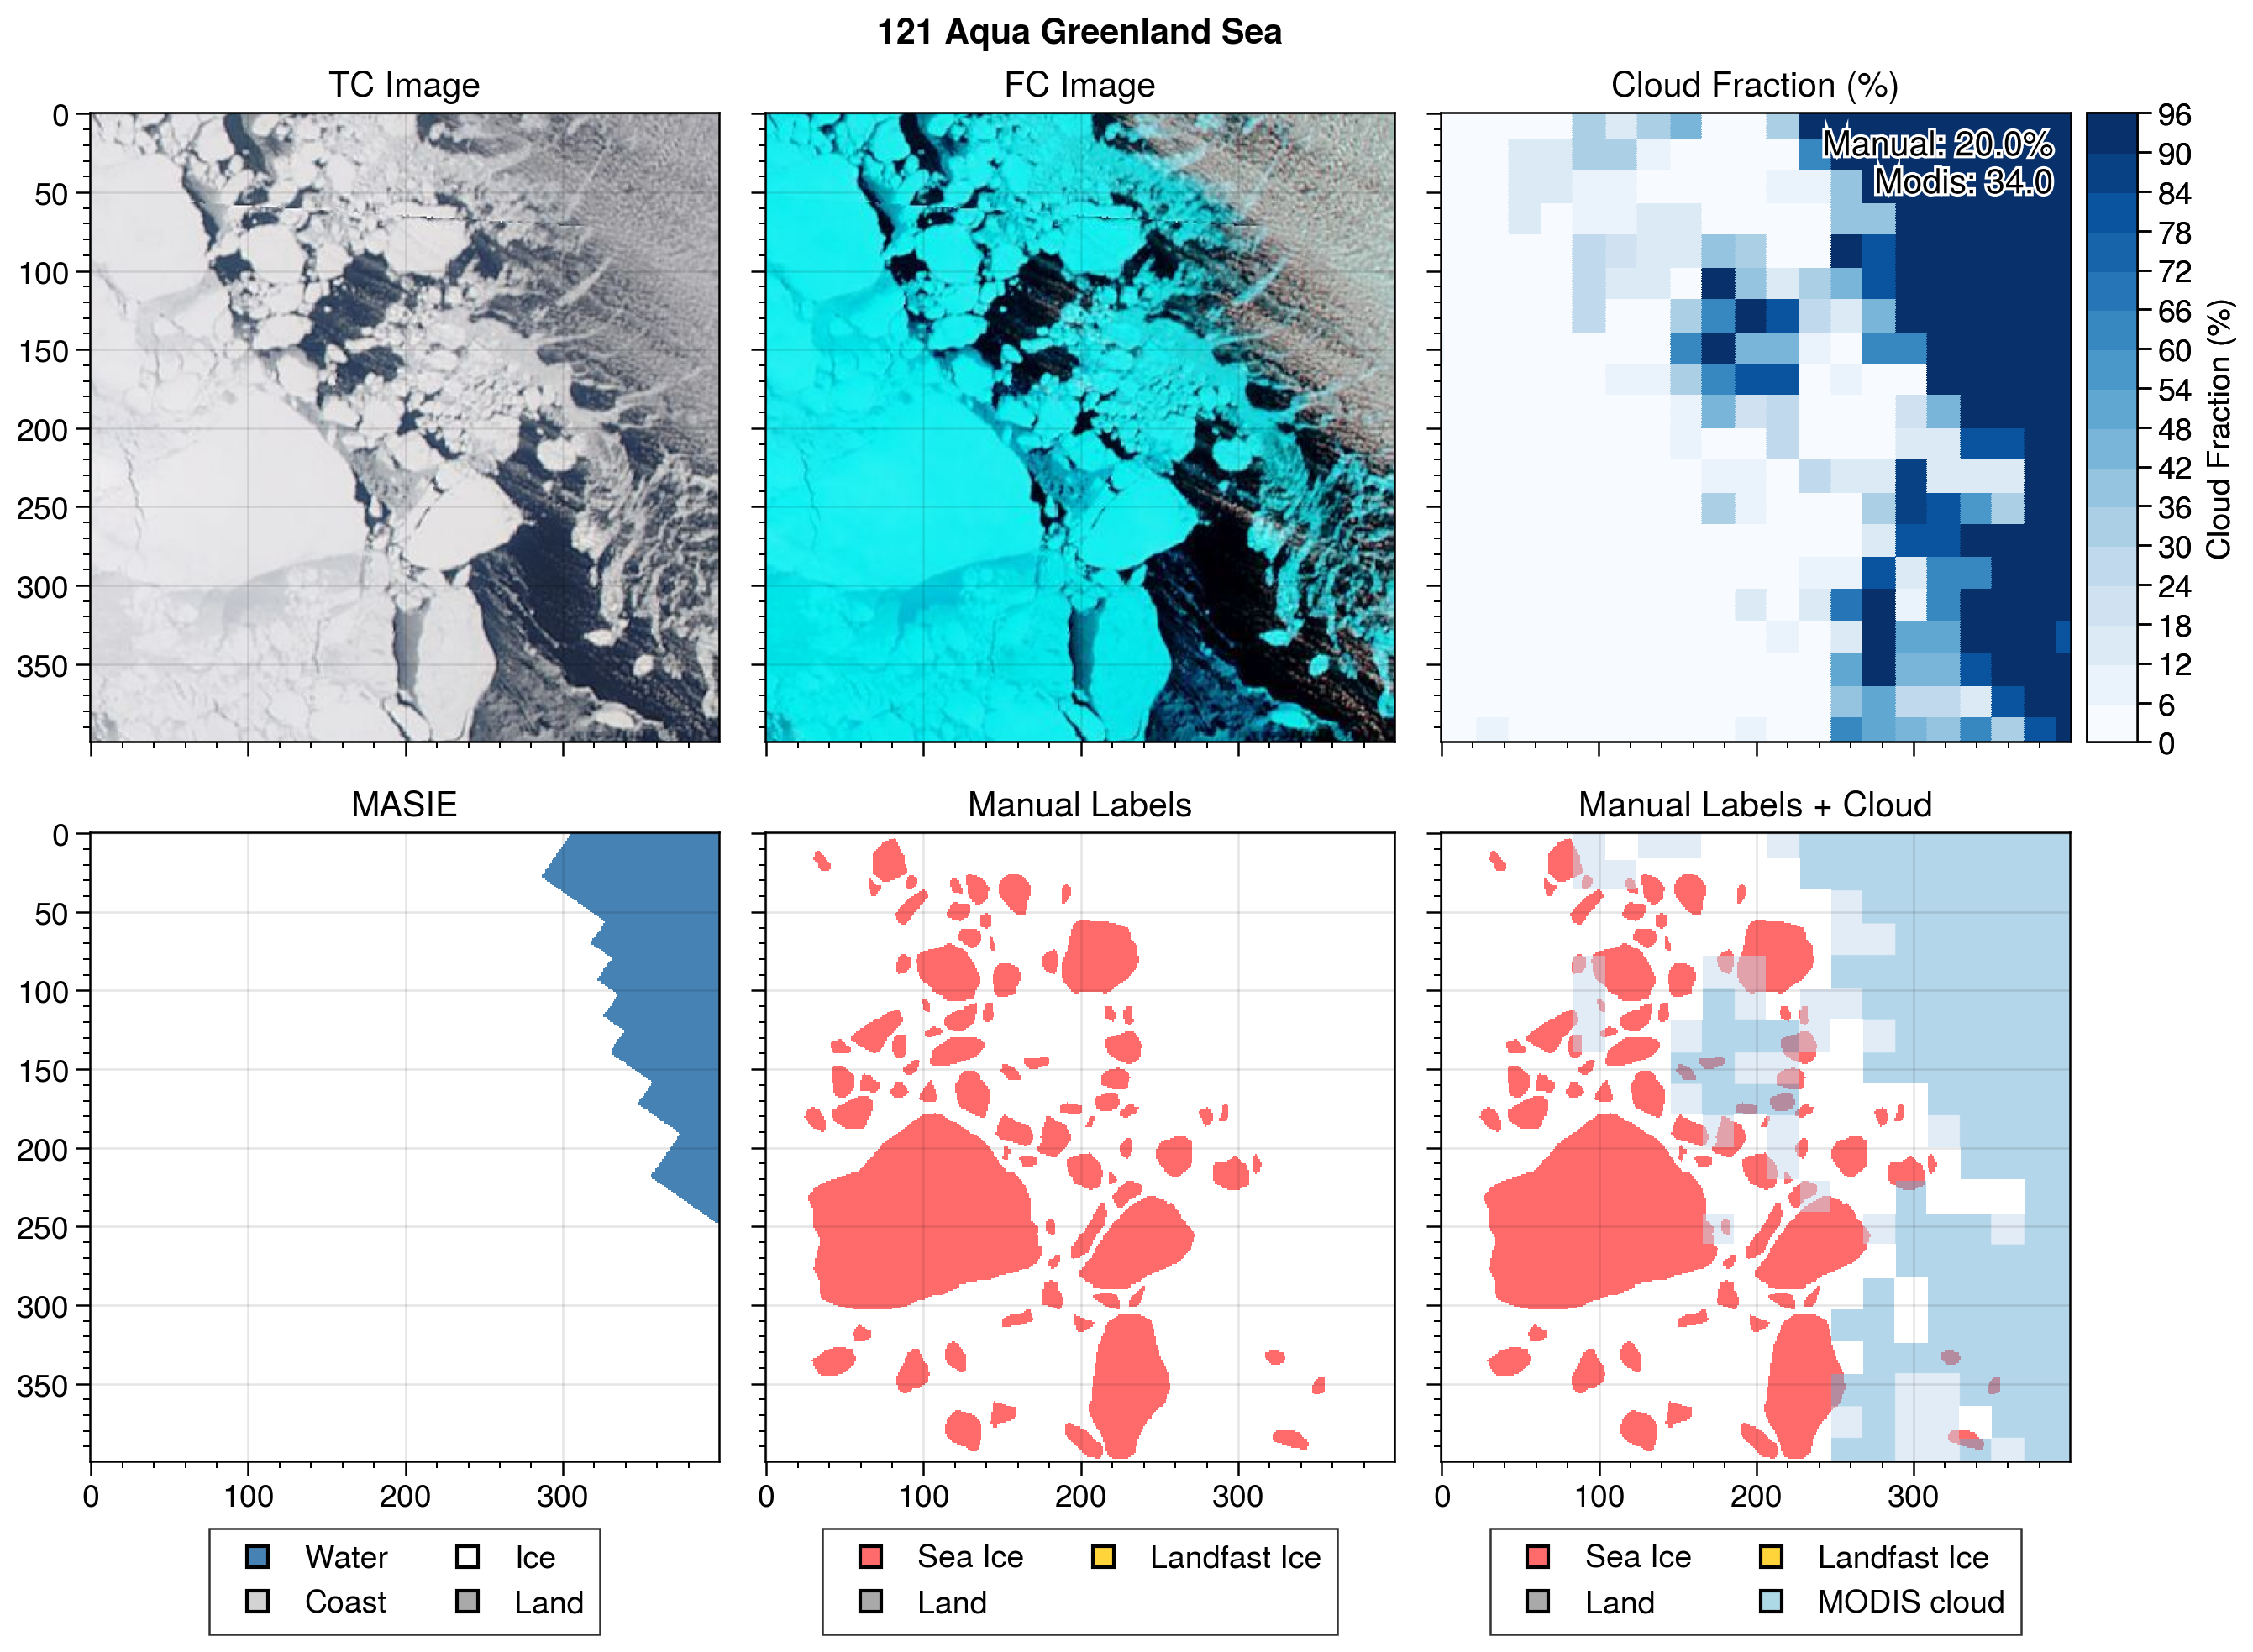 121 Aqua Greenland Sea
TC Image
FC Image
Cloud Fraction (%)
0
50
100
150
200
250
300
350
Manual: 20.0%
Modis: 34.0
96
90
84
78
72
66
60
54
48
42
36
30
24
18
12
6
0
Cloud Fraction (%)
MASIE
Manual Labels
Manual Labels + Cloud
0
50
100
150
200
250
300
350
0 100 200 300
0 100 200 300
0 100 200 300
Water Ice
Coast Land
Sea Ice Landfast Ice
Land
Sea Ice Landfast Ice
Land MODIS cloud